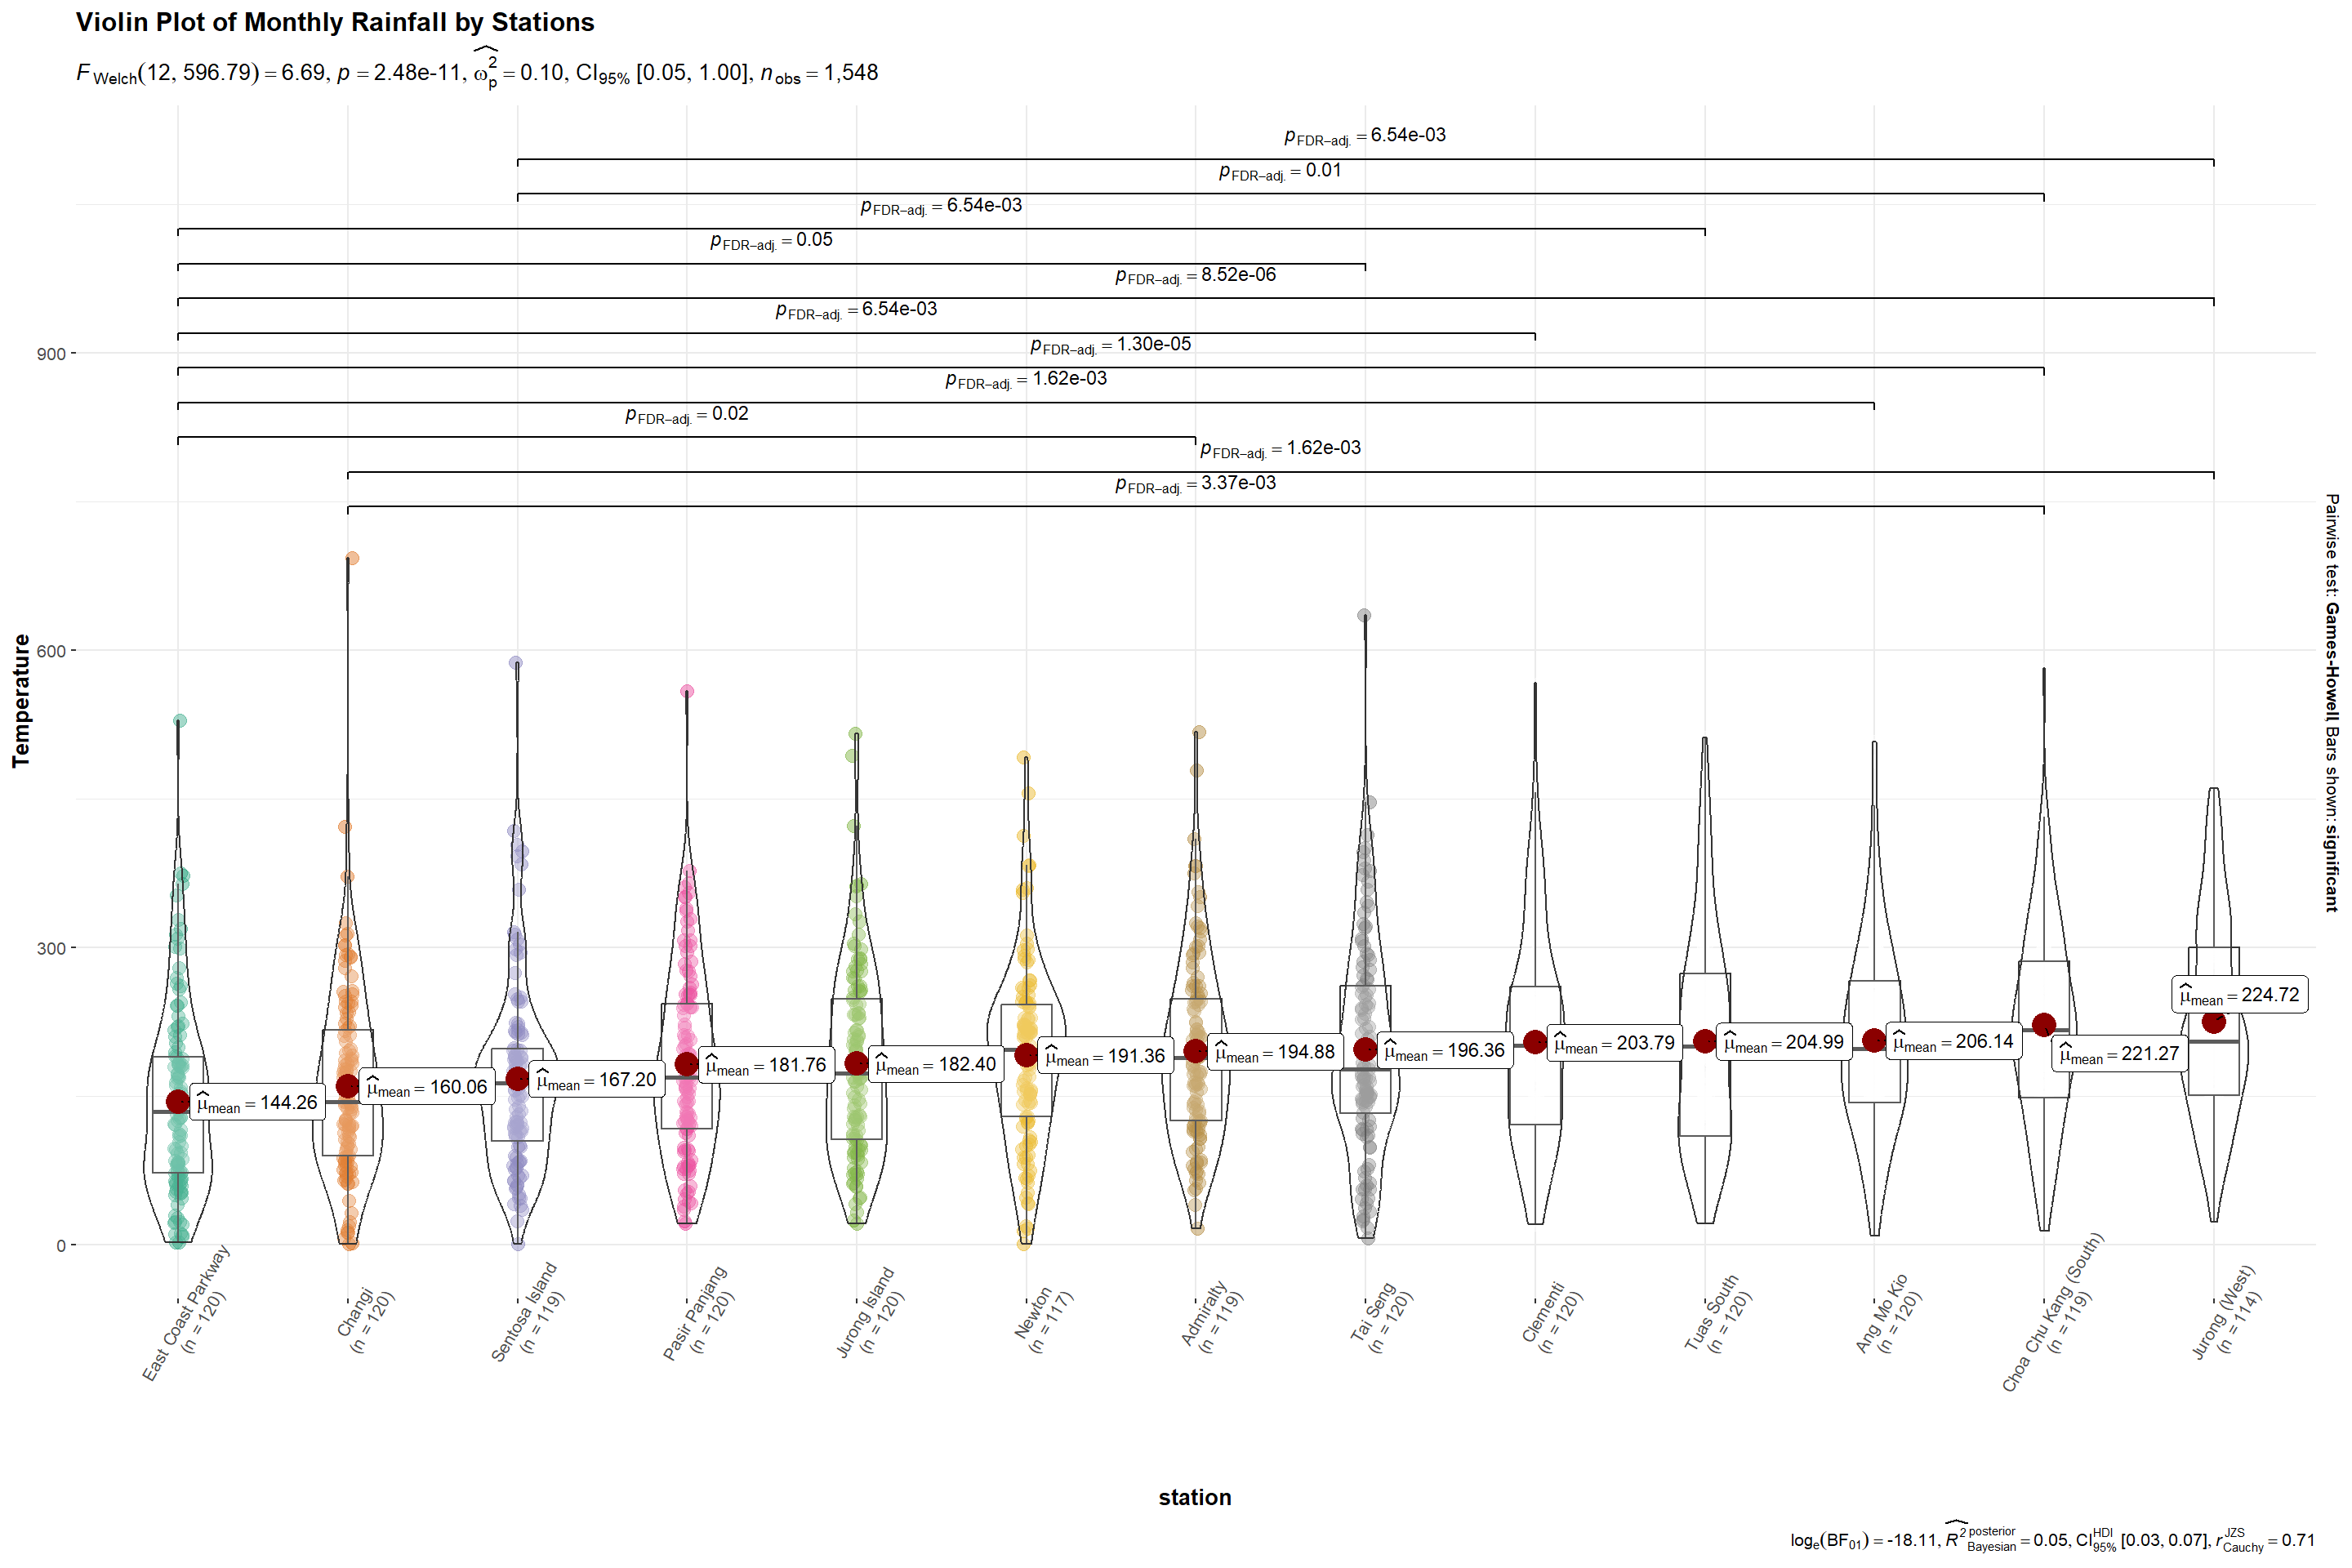 Violin Plot of Monthly Rainfall by Stations
F Welch(12, 596.79) = 6.69, p = 2.48e-11, ω̂²p = 0.10, CI95% [0.05, 1.00], nobs = 1,548
pFDR−adj. = 6.54e-03
pFDR−adj. = 0.01
pFDR−adj. = 6.54e-03
pFDR−adj. = 0.05
pFDR−adj. = 8.52e-06
pFDR−adj. = 6.54e-03
pFDR−adj. = 1.30e-05
pFDR−adj. = 1.62e-03
pFDR−adj. = 0.02
pFDR−adj. = 1.62e-03
pFDR−adj. = 3.37e-03
900
600
300
0
Temperature
μ̂mean = 144.26
μ̂mean = 160.06
μ̂mean = 167.20
μ̂mean = 181.76
μ̂mean = 182.40
μ̂mean = 191.36
μ̂mean = 194.88
μ̂mean = 196.36
μ̂mean = 203.79
μ̂mean = 204.99
μ̂mean = 206.14
μ̂mean = 221.27
μ̂mean = 224.72
Pairwise test: Games-Howell, Bars shown: significant
East Coast Parkway
(n = 120)
Changi
(n = 120)
Sentosa Island
(n = 119)
Pasir Panjang
(n = 120)
Jurong Island
(n = 120)
Newton
(n = 117)
Admiralty
(n = 119)
Tai Seng
(n = 120)
Clementi
(n = 120)
Tuas South
(n = 120)
Ang Mo Kio
(n = 120)
Choa Chu Kang (South)
(n = 119)
Jurong (West)
(n = 114)
station
loge(BF01) = -18.11, R̂² posterior Bayesian = 0.05, CI HDI 95% [0.03, 0.07], r JZS Cauchy = 0.71